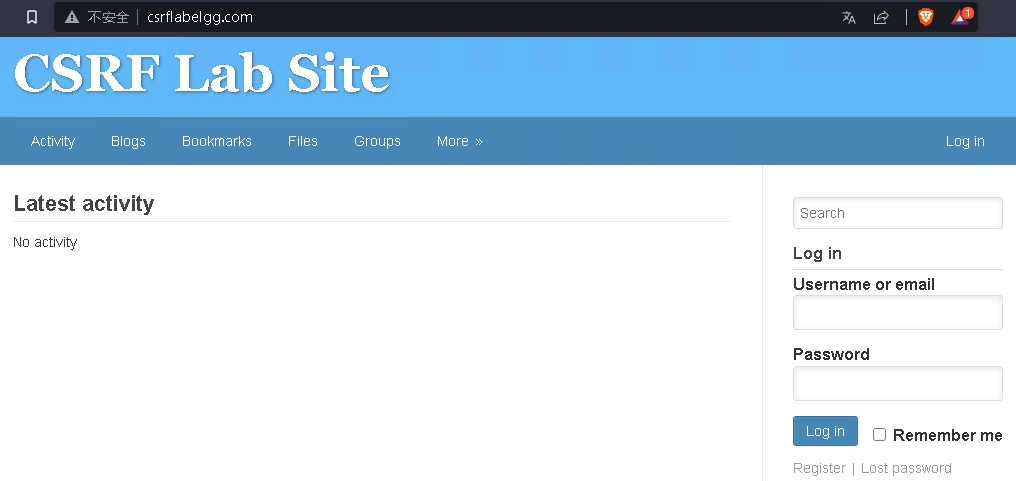 不安全 csrflabelgg.com 1
CSRF Lab Site
Activity Blogs Bookmarks Files Groups More » Log in
Latest activity
No activity
Search
Log in
Username or email
Password
Log in Remember me
Register | Lost password